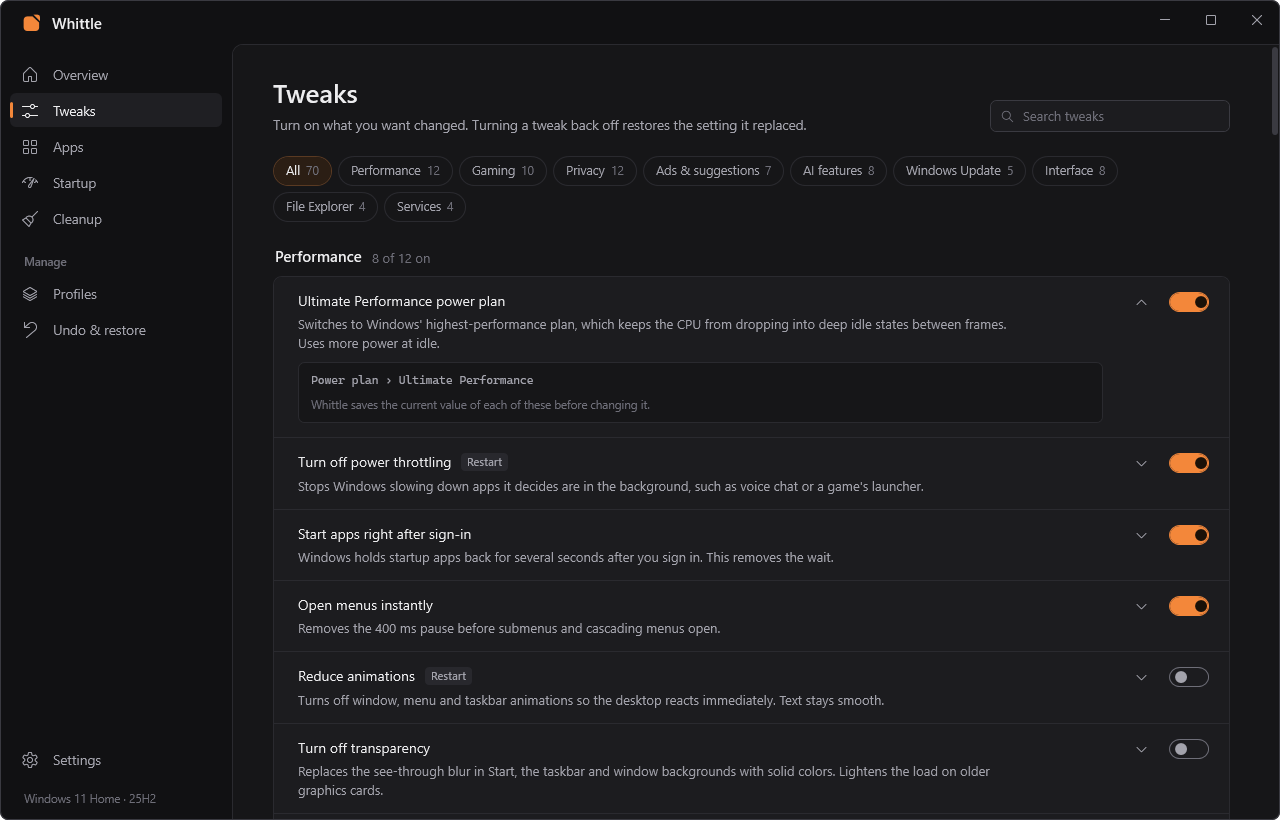 Whittle
Overview
Tweaks
Apps
Startup
Cleanup
Manage
Profiles
Undo & restore
Settings
Windows 11 Home · 25H2
Tweaks
Turn on what you want changed. Turning a tweak back off restores the setting it replaced.
Search tweaks
All 70
Performance 12
Gaming 10
Privacy 12
Ads & suggestions 7
AI features 8
Windows Update 5
Interface 8
File Explorer 4
Services 4
Performance 8 of 12 on
Ultimate Performance power plan
Switches to Windows' highest-performance plan, which keeps the CPU from dropping into deep idle states between frames.
Uses more power at idle.
Power plan › Ultimate Performance
Whittle saves the current value of each of these before changing it.
Turn off power throttling Restart
Stops Windows slowing down apps it decides are in the background, such as voice chat or a game's launcher.
Start apps right after sign-in
Windows holds startup apps back for several seconds after you sign in. This removes the wait.
Open menus instantly
Removes the 400 ms pause before submenus and cascading menus open.
Reduce animations Restart
Turns off window, menu and taskbar animations so the desktop reacts immediately. Text stays smooth.
Turn off transparency
Replaces the see-through blur in Start, the taskbar and window backgrounds with solid colors. Lightens the load on older
graphics cards.